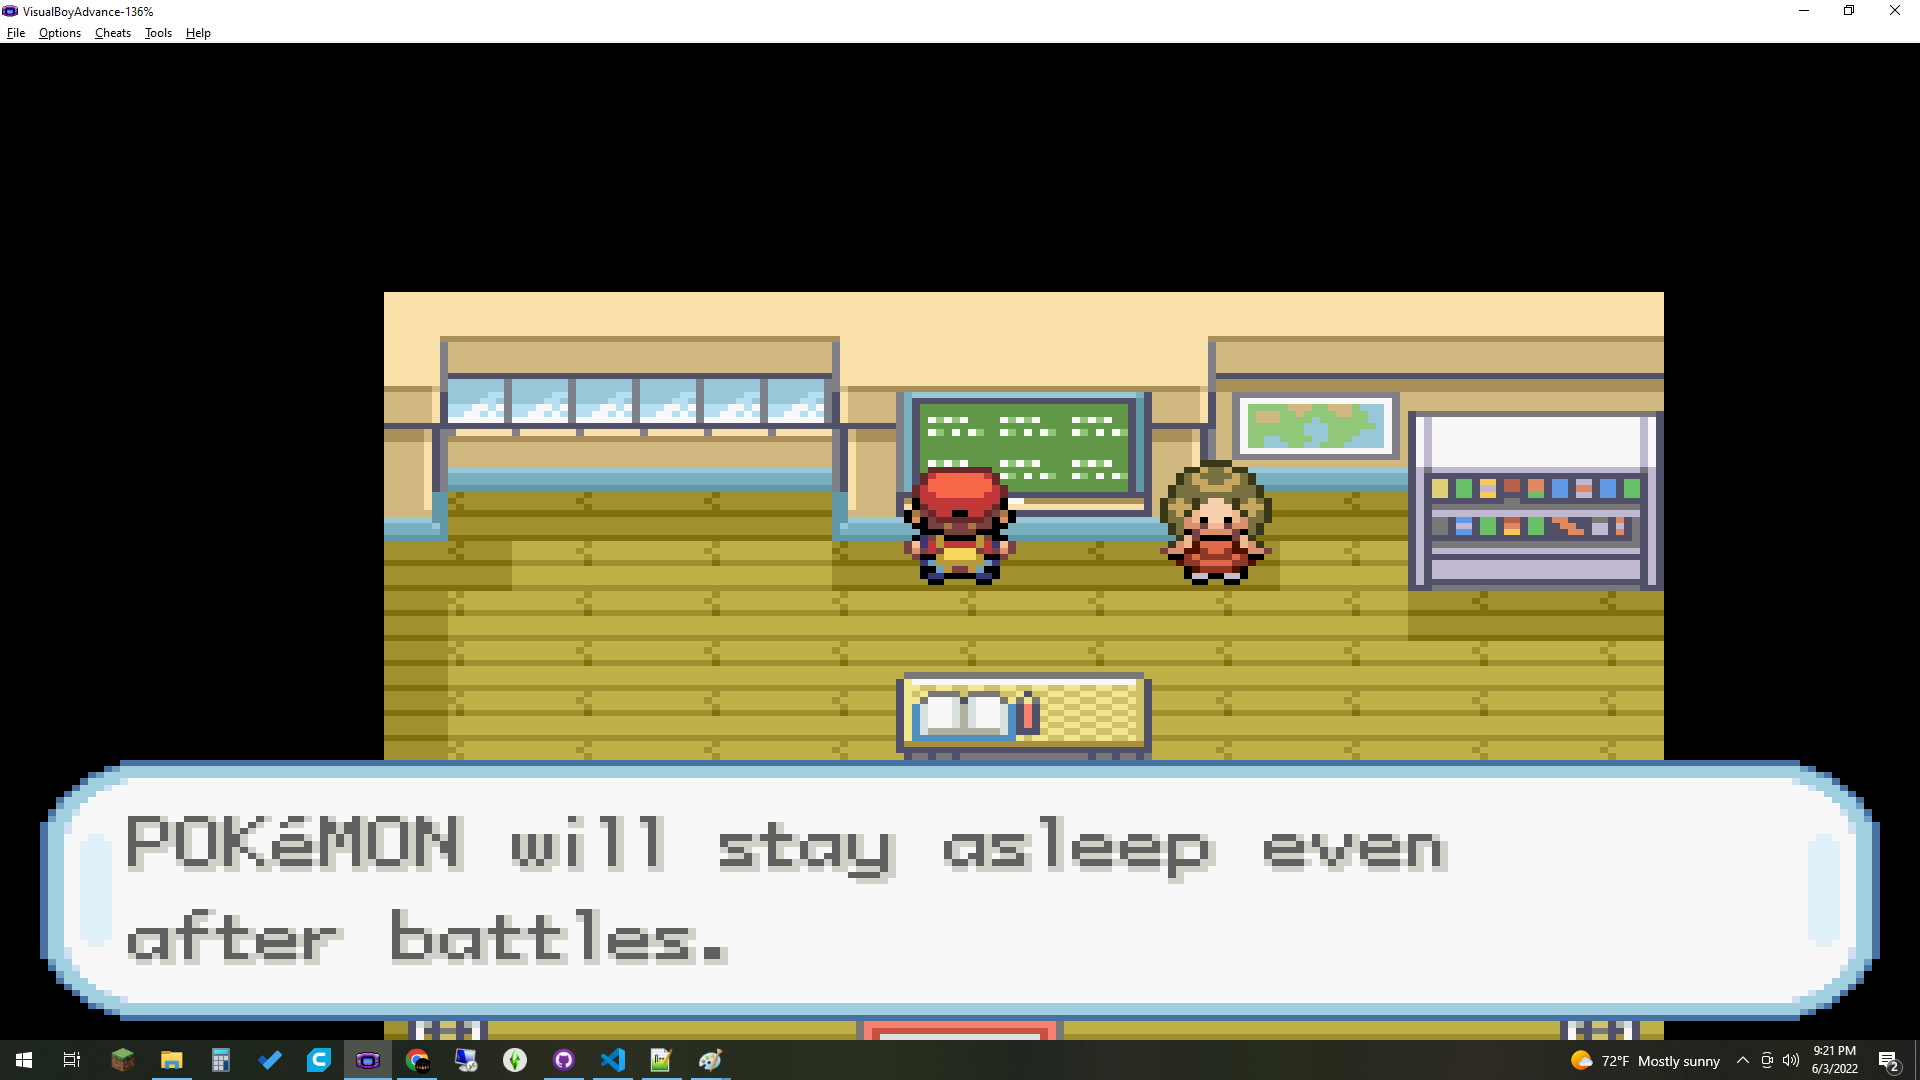 VisualBoyAdvance-136%
File Options Cheats Tools Help
POKéMON will stay asleep even
after battles.
72°F Mostly sunny
9:21 PM
6/3/2022
2